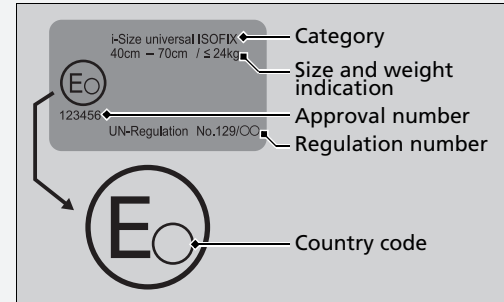 i-Size universal ISOFIX
40cm – 70cm / ≤ 24kg
E
123456
UN-Regulation No.129/○○
Category
Size and weight
indication
Approval number
Regulation number
E
Country code